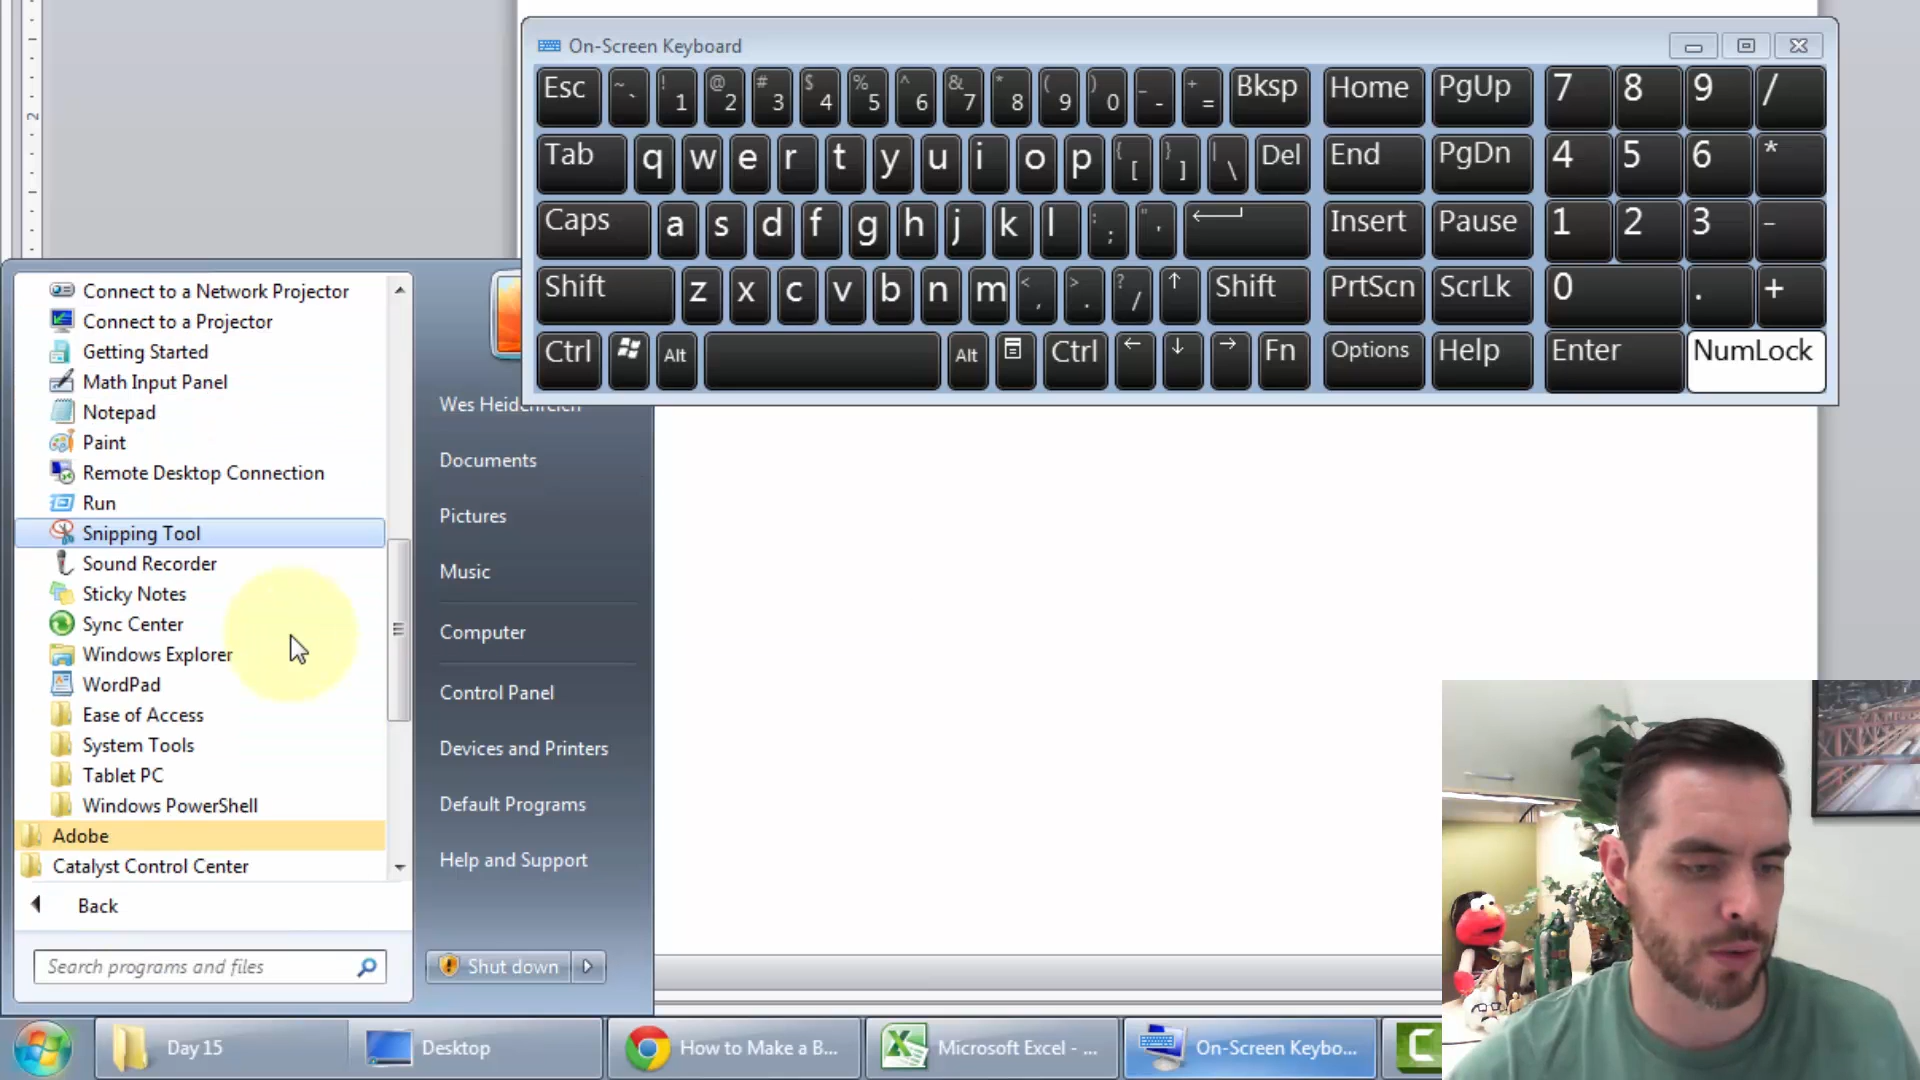 2
On-Screen Keyboard
Esc ~ ` ! 1 @ 2 # 3 $ 4 % 5 ^ 6 & 7 * 8 ( 9 ) 0 _ - + = Bksp Home PgUp 7 8 9 /
Tab q w e r t y u i o p { [ } ] | \ Del End PgDn 4 5 6 *
Caps a s d f g h j k l : ; " ' Insert Pause 1 2 3 -
Shift z x c v b n m < , > . ? / ↑ Shift PrtScn ScrLk 0 . +
Ctrl Alt Alt Ctrl ← ↓ → Fn Options Help Enter NumLock
Connect to a Network Projector
Connect to a Projector
Getting Started
Math Input Panel
Notepad
Paint
Remote Desktop Connection
Run
Snipping Tool
Sound Recorder
Sticky Notes
Sync Center
Windows Explorer
WordPad
Ease of Access
System Tools
Tablet PC
Windows PowerShell
Adobe
Catalyst Control Center
Back
Search programs and files
Wes Heidenreich
Documents
Pictures
Music
Computer
Control Panel
Devices and Printers
Default Programs
Help and Support
Shut down
Day 15
Desktop
How to Make a B...
Microsoft Excel - ...
On-Screen Keybo...